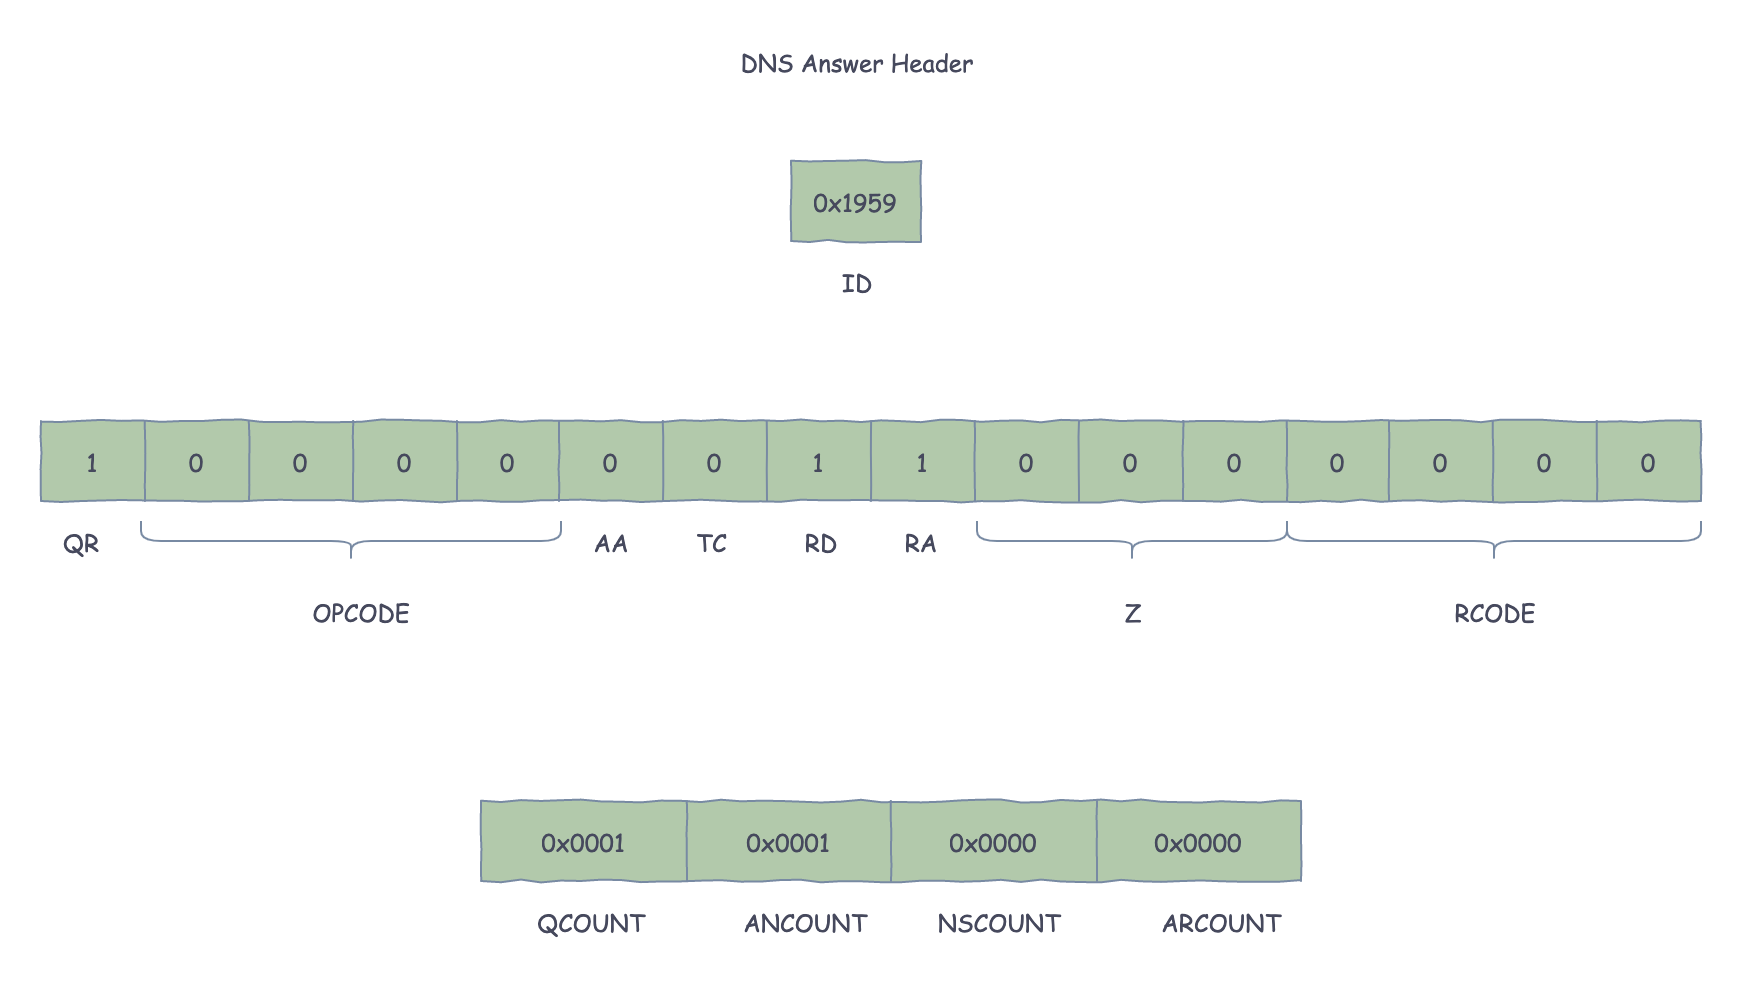 DNS Answer Header
0x1959
ID
1 0 0 0 0 0 0 1 1 0 0 0 0 0 0 0
QR AA TC RD RA
OPCODE Z RCODE
0x0001 0x0001 0x0000 0x0000
QCOUNT ANCOUNT NSCOUNT ARCOUNT